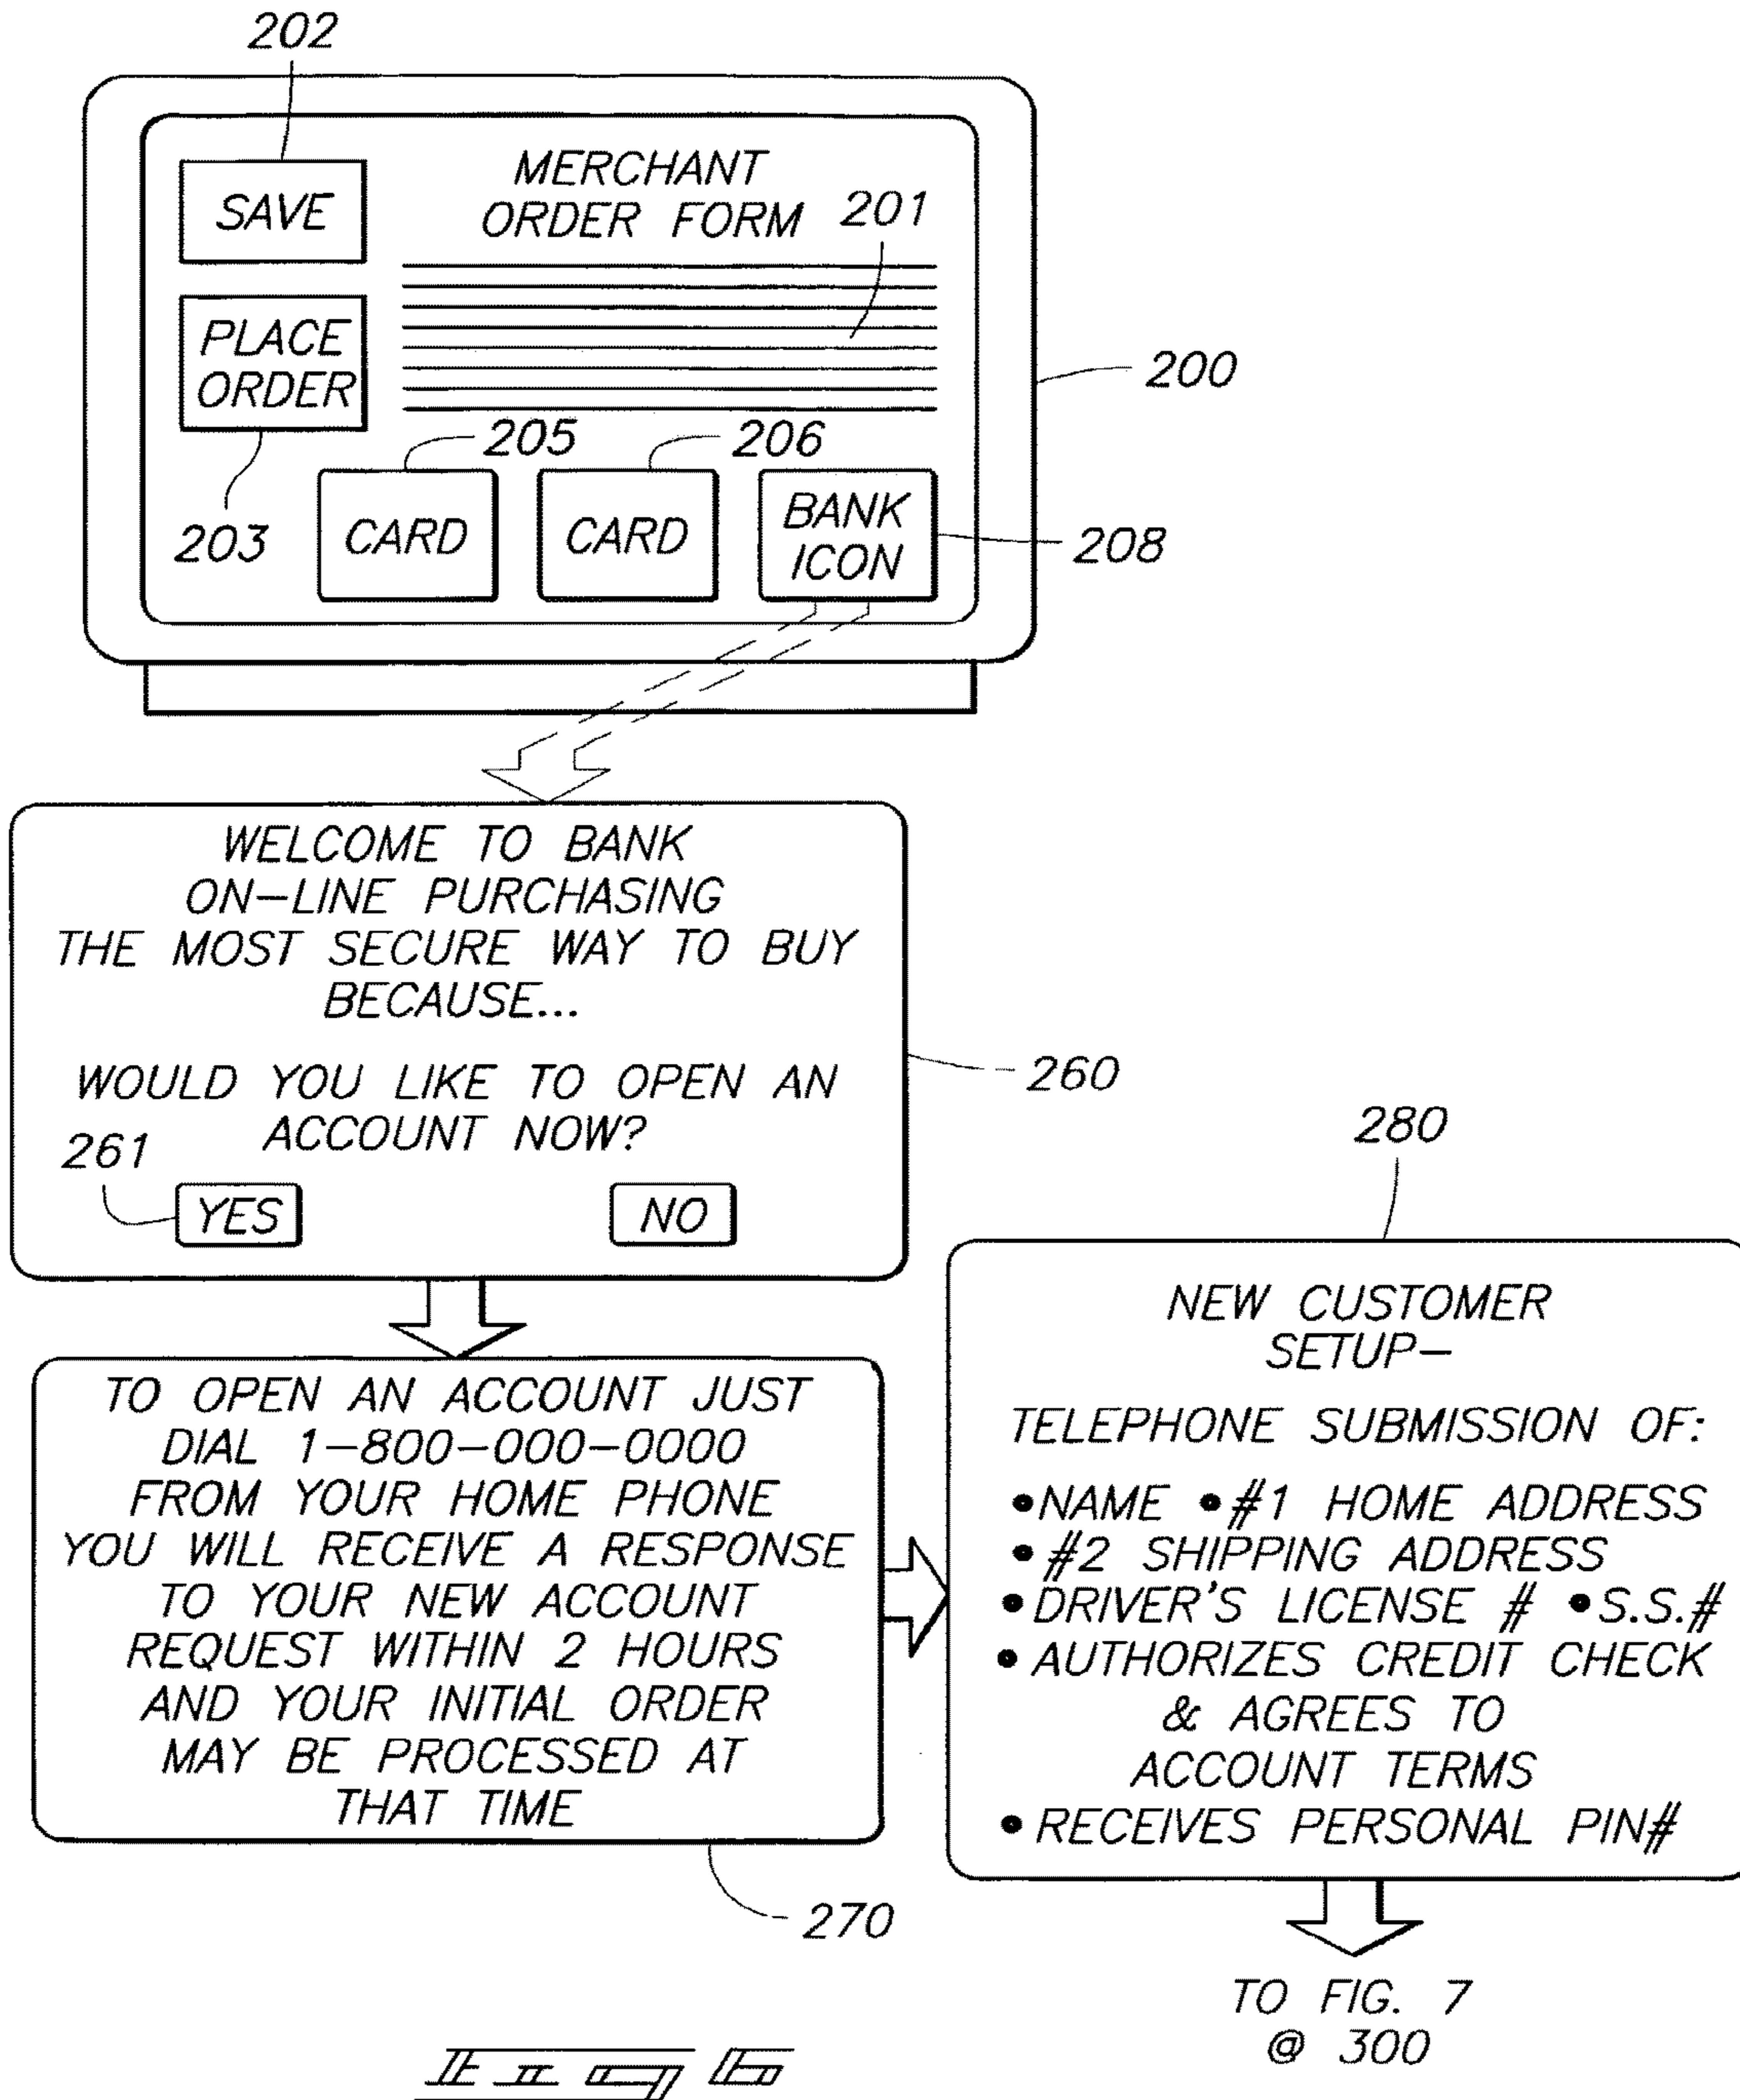 202
SAVE
MERCHANT
ORDER FORM
201
PLACE
ORDER
200
205
206
203
CARD
CARD
BANK
ICON
208
WELCOME TO BANK
ON-LINE PURCHASING
THE MOST SECURE WAY TO BUY
BECAUSE...
WOULD YOU LIKE TO OPEN AN
ACCOUNT NOW?
260
261
YES
NO
TO OPEN AN ACCOUNT JUST
DIAL 1-800-000-0000
FROM YOUR HOME PHONE
YOU WILL RECEIVE A RESPONSE
TO YOUR NEW ACCOUNT
REQUEST WITHIN 2 HOURS
AND YOUR INITIAL ORDER
MAY BE PROCESSED AT
THAT TIME
270
280
NEW CUSTOMER
SETUP-
TELEPHONE SUBMISSION OF:
•NAME •#1 HOME ADDRESS
• #2 SHIPPING ADDRESS
•DRIVER'S LICENSE # •S.S.#
• AUTHORIZES CREDIT CHECK
& AGREES TO
ACCOUNT TERMS
• RECEIVES PERSONAL PIN#
TO FIG. 7
@ 300
Fig 6